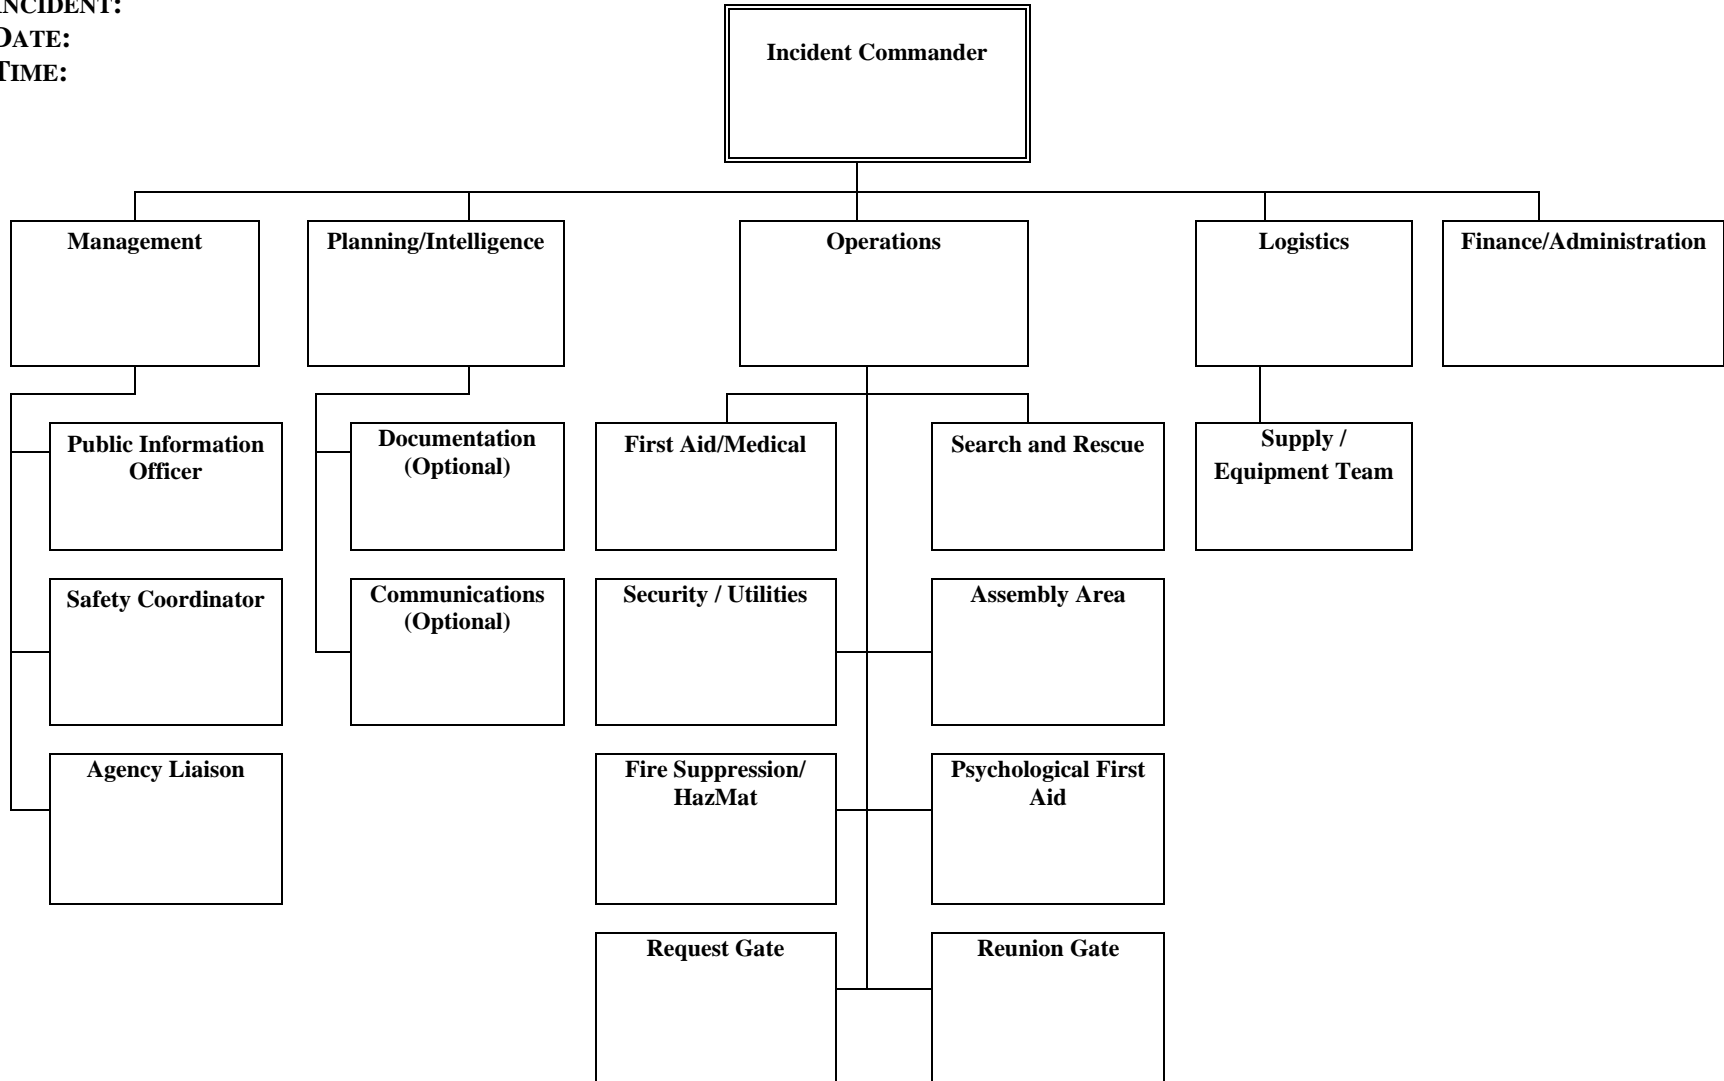 INCIDENT:
DATE:
TIME:
Incident Commander
Management
Planning/Intelligence
Operations
Logistics
Finance/Administration
Public Information
Officer
Documentation
(Optional)
First Aid/Medical
Search and Rescue
Supply /
Equipment Team
Safety Coordinator
Communications
(Optional)
Security / Utilities
Assembly Area
Agency Liaison
Fire Suppression/
HazMat
Psychological First
Aid
Request Gate
Reunion Gate